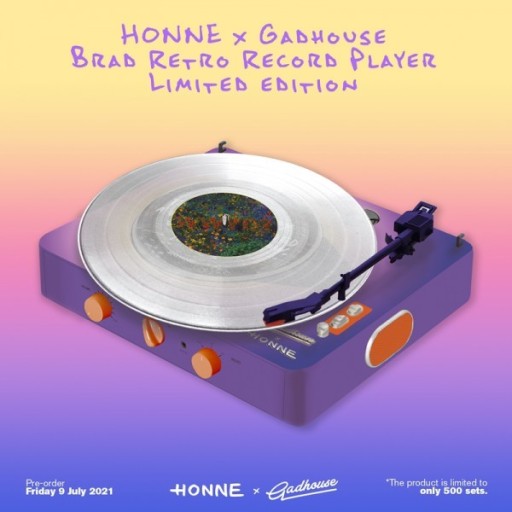 HONNE x GADHOUSE
BRAD RETRO RECORD PLAYER
LIMITED EDITION
HONNE
Pre-order
Friday 9 July 2021
HONNE x Gadhouse
*The product is limited to
only 500 sets.